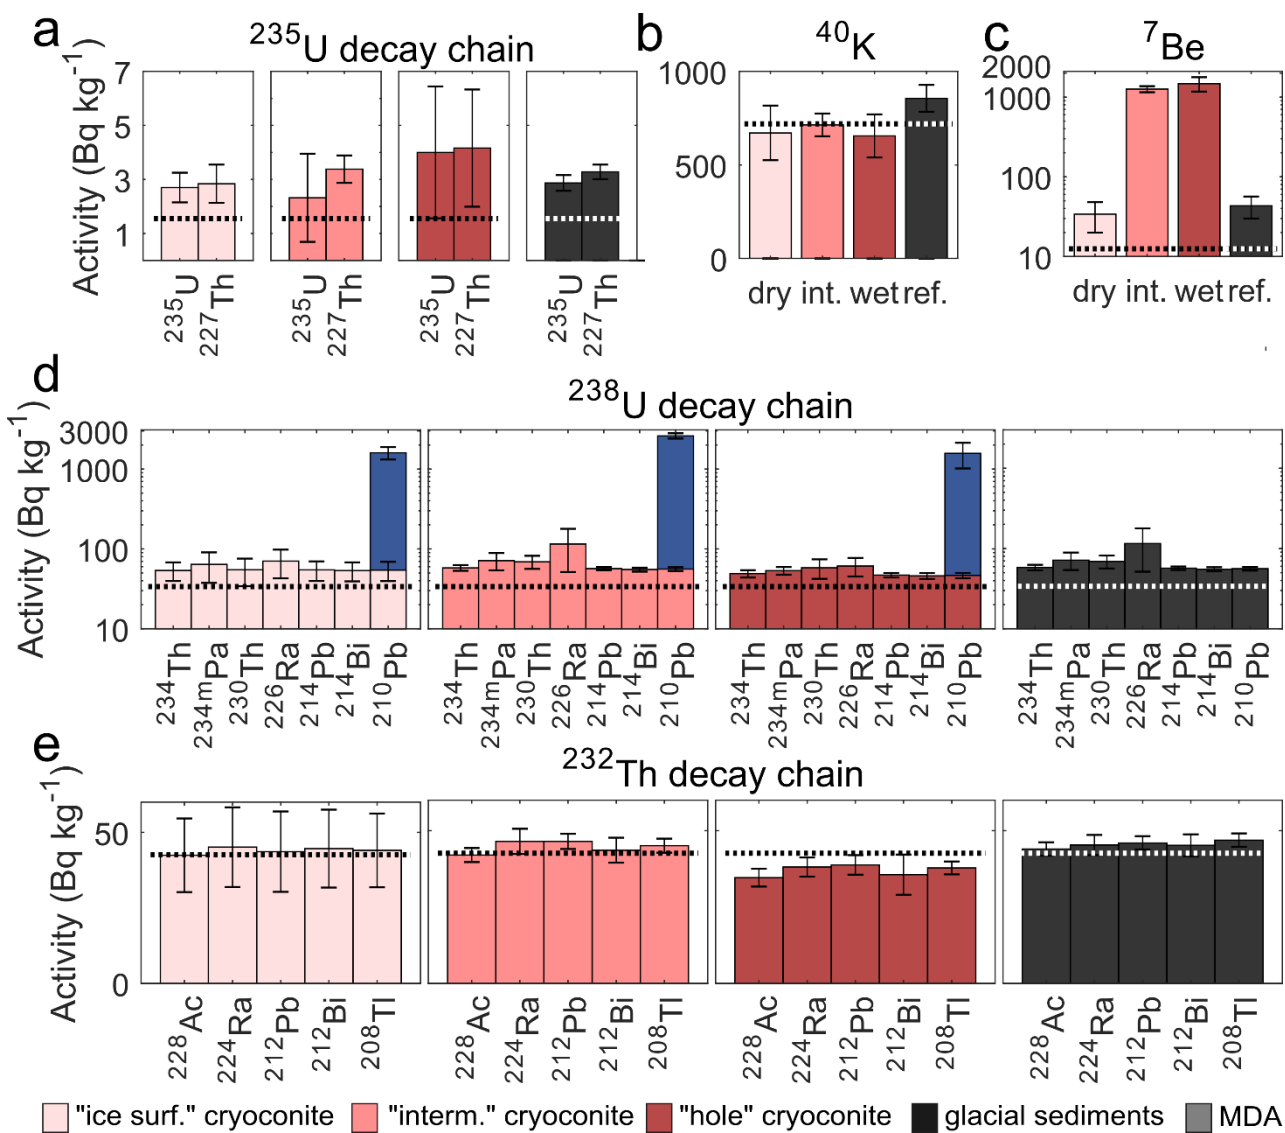 a
²³⁵U decay chain
b
⁴⁰K
c
⁷Be
Activity (Bq kg⁻¹)
7
5
3
1
²³⁵U
²²⁷Th
²³⁵U
²²⁷Th
²³⁵U
²²⁷Th
²³⁵U
²²⁷Th
1000
500
0
dry int. wet ref.
2000
1000
100
10
dry int. wet ref.
d
²³⁸U decay chain
Activity (Bq kg⁻¹)
3000
1000
100
10
²³⁴Th
²³⁴ᵐPa
²³⁰Th
²²⁶Ra
²¹⁴Pb
²¹⁴Bi
²¹⁰Pb
²³⁴Th
²³⁴ᵐPa
²³⁰Th
²²⁶Ra
²¹⁴Pb
²¹⁴Bi
²¹⁰Pb
²³⁴Th
²³⁴ᵐPa
²³⁰Th
²²⁶Ra
²¹⁴Pb
²¹⁴Bi
²¹⁰Pb
²³⁴Th
²³⁴ᵐPa
²³⁰Th
²²⁶Ra
²¹⁴Pb
²¹⁴Bi
²¹⁰Pb
e
²³²Th decay chain
Activity (Bq kg⁻¹)
50
0
²²⁸Ac
²²⁴Ra
²¹²Pb
²¹²Bi
²⁰⁸Tl
²²⁸Ac
²²⁴Ra
²¹²Pb
²¹²Bi
²⁰⁸Tl
²²⁸Ac
²²⁴Ra
²¹²Pb
²¹²Bi
²⁰⁸Tl
²²⁸Ac
²²⁴Ra
²¹²Pb
²¹²Bi
²⁰⁸Tl
"ice surf." cryoconite "interm." cryoconite "hole" cryoconite glacial sediments MDA